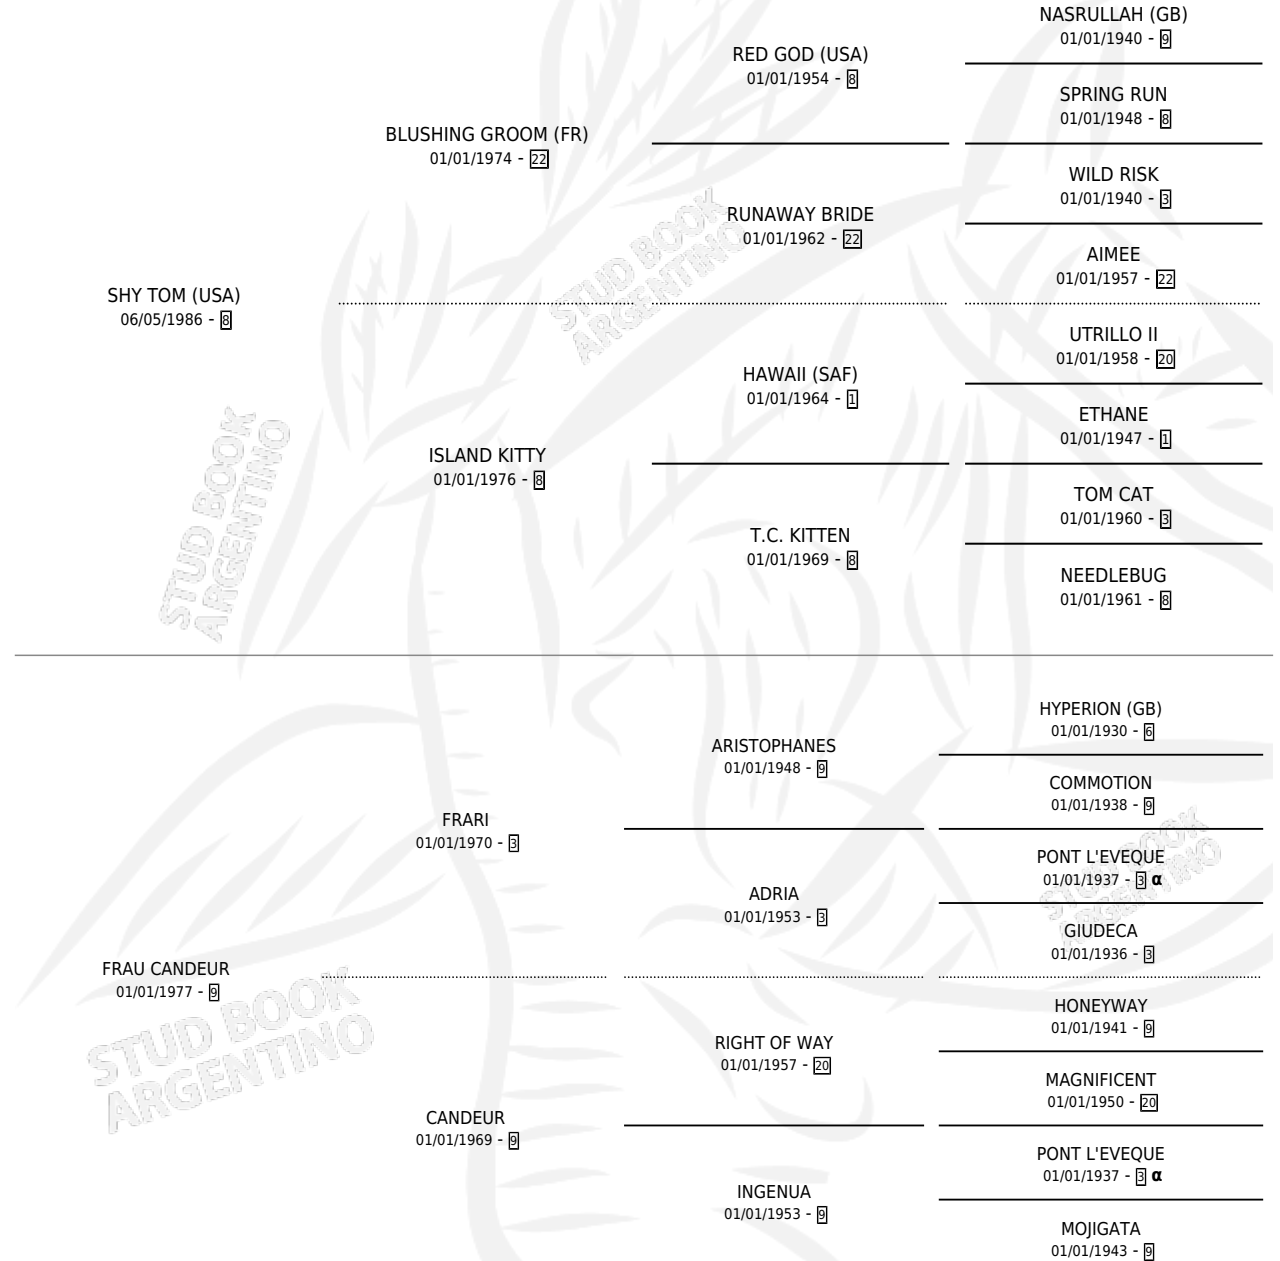 NASRULLAH (GB)
01/01/1940 - 9
RED GOD (USA)
01/01/1954 - 8
SPRING RUN
01/01/1948 - 8
BLUSHING GROOM (FR)
01/01/1974 - 22
WILD RISK
01/01/1940 - 3
RUNAWAY BRIDE
01/01/1962 - 22
AIMEE
01/01/1957 - 22
SHY TOM (USA)
06/05/1986 - 8
UTRILLO II
01/01/1958 - 20
HAWAII (SAF)
01/01/1964 - 1
ETHANE
01/01/1947 - 1
ISLAND KITTY
01/01/1976 - 8
TOM CAT
01/01/1960 - 3
T.C. KITTEN
01/01/1969 - 8
NEEDLEBUG
01/01/1961 - 8
HYPERION (GB)
01/01/1930 - 6
ARISTOPHANES
01/01/1948 - 9
COMMOTION
01/01/1938 - 9
FRARI
01/01/1970 - 3
PONT L'EVEQUE
01/01/1937 - 3 α
ADRIA
01/01/1953 - 3
GIUDECA
01/01/1936 - 3
FRAU CANDEUR
01/01/1977 - 9
HONEYWAY
01/01/1941 - 9
RIGHT OF WAY
01/01/1957 - 20
MAGNIFICENT
01/01/1950 - 20
CANDEUR
01/01/1969 - 9
PONT L'EVEQUE
01/01/1937 - 3 α
INGENUA
01/01/1953 - 9
MOJIGATA
01/01/1943 - 9
STUD BOOK
ARGENTINO
STUD BOOK
ARGENTINO
STUD BOOK
ARGENTINO
STUD BOOK
ARGENTINO